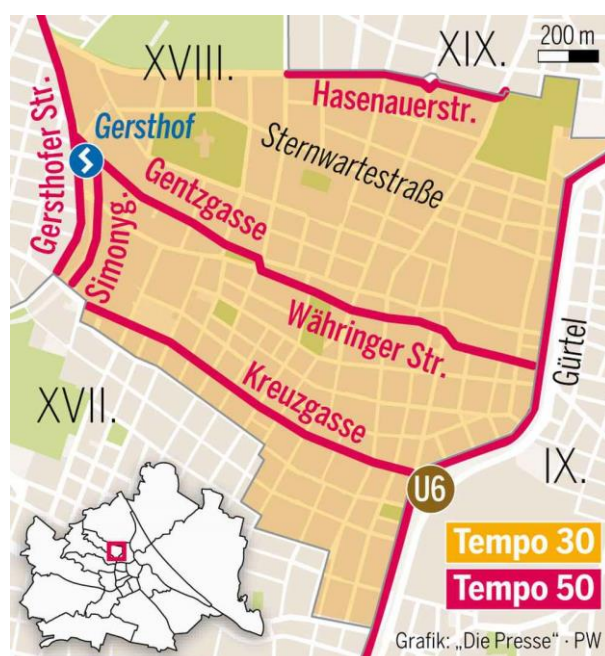 XVIII.
XIX.
200 m
Hasenauerstr.
Gersthofer Str.
Gersthof
Sternwartestraße
Gentzgasse
Simonyg.
Währinger Str.
Gürtel
Kreuzgasse
XVII.
U6
IX.
Tempo 30
Tempo 50
Grafik: „Die Presse“ · PW